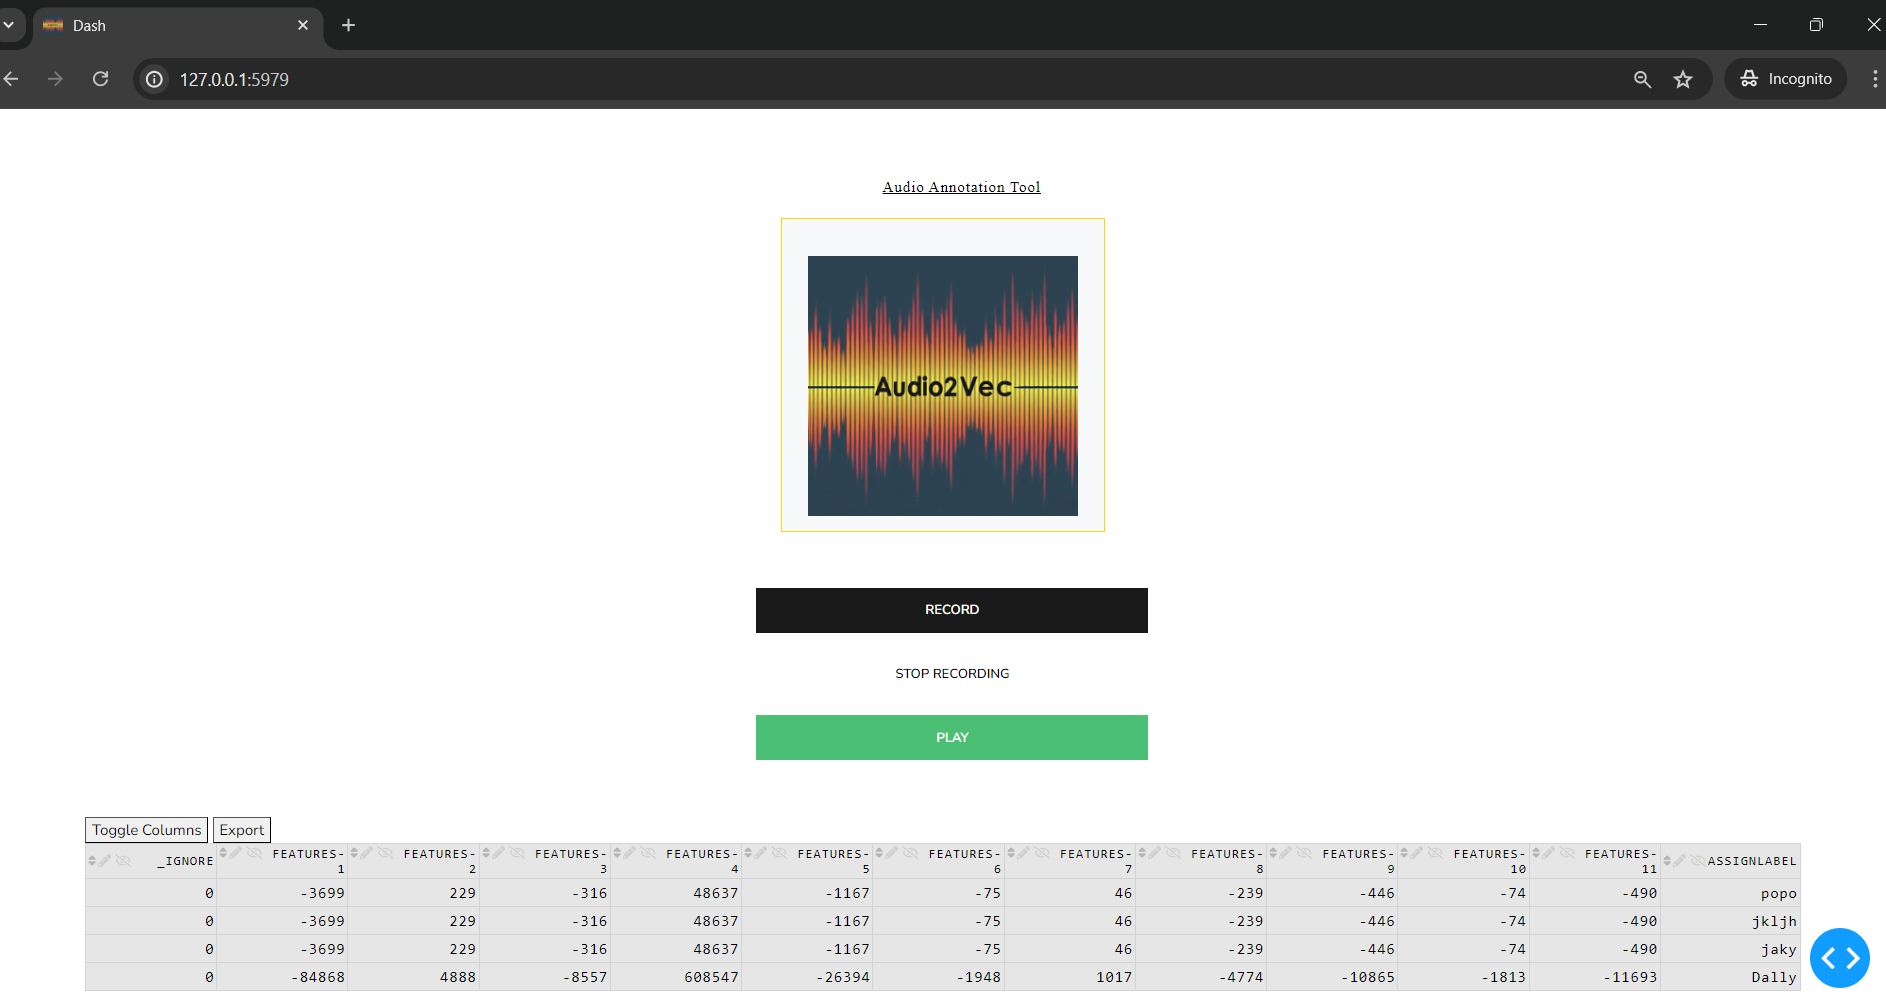 Dash
127.0.0.1:5979
Incognito
Audio Annotation Tool
Audio2Vec
RECORD
STOP RECORDING
PLAY
Toggle Columns Export
_IGNORE FEATURES-1 FEATURES-2 FEATURES-3 FEATURES-4 FEATURES-5 FEATURES-6 FEATURES-7 FEATURES-8 FEATURES-9 FEATURES-10 FEATURES-11 ASSIGNLABEL
0 -3699 229 -316 48637 -1167 -75 46 -239 -446 -74 -490 popo
0 -3699 229 -316 48637 -1167 -75 46 -239 -446 -74 -490 jkljh
0 -3699 229 -316 48637 -1167 -75 46 -239 -446 -74 -490 jaky
0 -84868 4888 -8557 608547 -26394 -1948 1017 -4774 -10865 -1813 -11693 Dally